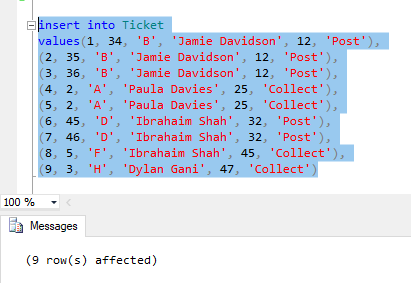 insert into Ticket
values(1, 34, 'B', 'Jamie Davidson', 12, 'Post'),
(2, 35, 'B', 'Jamie Davidson', 12, 'Post'),
(3, 36, 'B', 'Jamie Davidson', 12, 'Post'),
(4, 2, 'A', 'Paula Davies', 25, 'Collect'),
(5, 2, 'A', 'Paula Davies', 25, 'Collect'),
(6, 45, 'D', 'Ibrahaim Shah', 32, 'Post'),
(7, 46, 'D', 'Ibrahaim Shah', 32, 'Post'),
(8, 5, 'F', 'Ibrahaim Shah', 45, 'Collect'),
(9, 3, 'H', 'Dylan Gani', 47, 'Collect')
100 %
Messages
(9 row(s) affected)